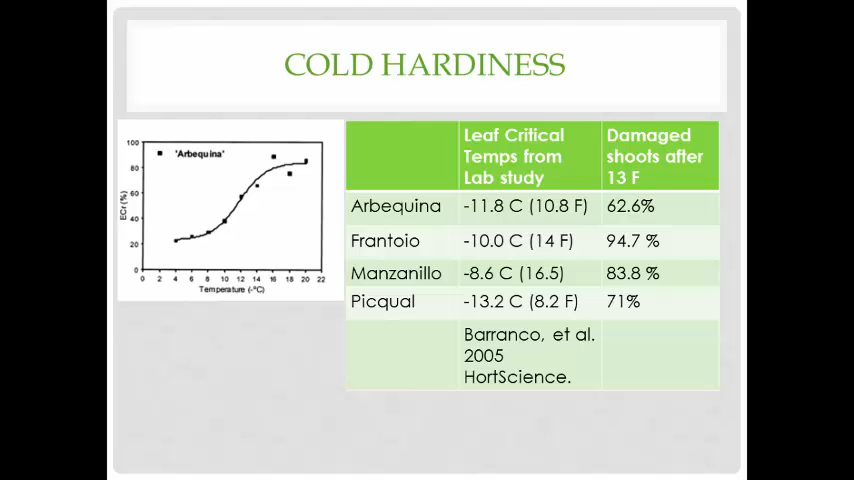 COLD HARDINESS
100
80
60
40
20
0
ECr (%)
'Arbequina'
0 2 4 6 8 10 12 14 16 18 20 22
Temperature (-°C)
Leaf Critical
Temps from
Lab study
Damaged
shoots after
13 F
Arbequina -11.8 C (10.8 F) 62.6%
Frantoio -10.0 C (14 F) 94.7 %
Manzanillo -8.6 C (16.5) 83.8 %
Picqual -13.2 C (8.2 F) 71%
Barranco, et al.
2005
HortScience.